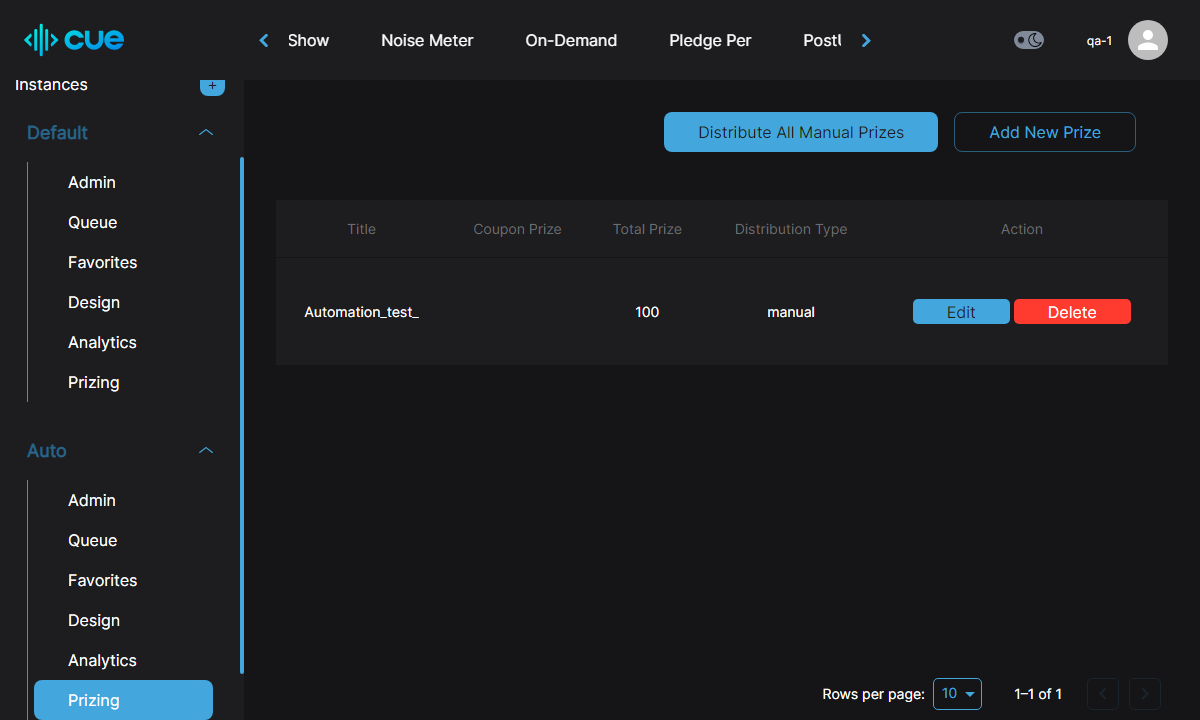 cue
Show
Noise Meter
On-Demand
Pledge Per
qa-1
Instances
+
Default
Admin
Queue
Favorites
Design
Analytics
Prizing
Auto
Admin
Queue
Favorites
Design
Analytics
Prizing
Distribute All Manual Prizes
Add New Prize
Title Coupon Prize Total Prize Distribution Type Action
Automation_test_ 100 manual Edit Delete
Rows per page: 10 1–1 of 1